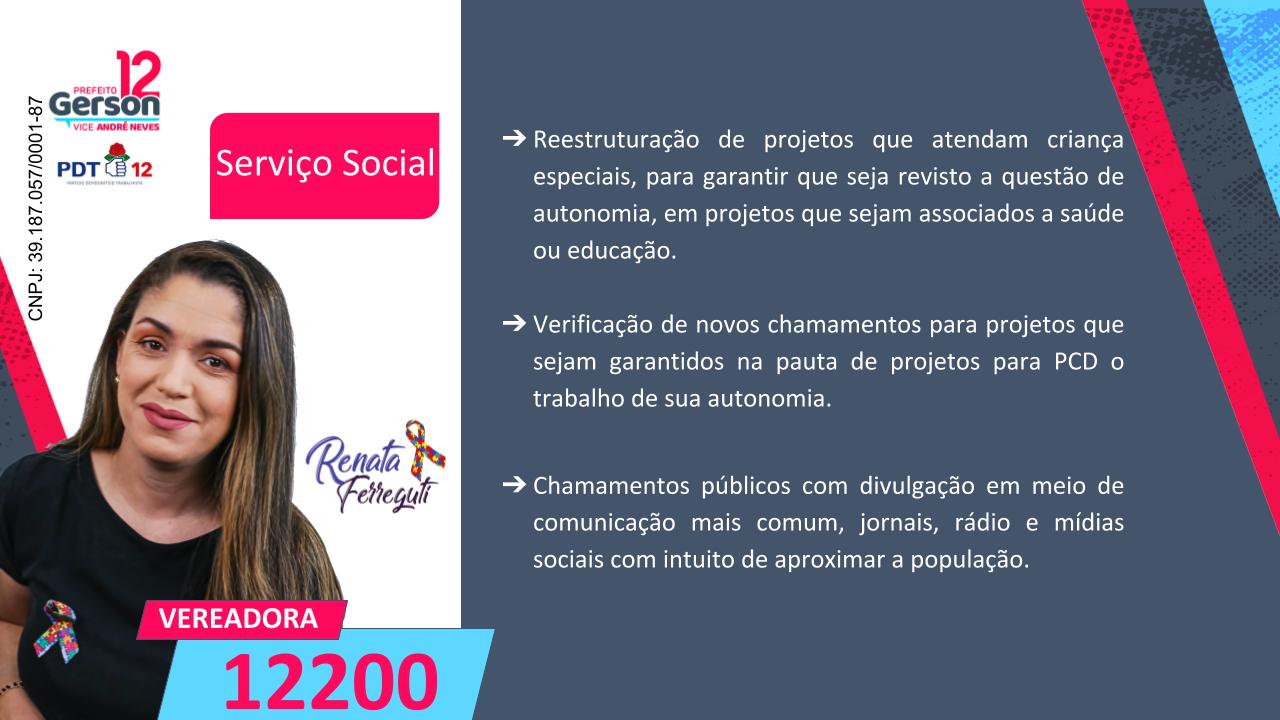 PREFEITO 12
Gerson
VICE ANDRÉ NEVES
PDT 12
PARTIDO DEMOCRÁTICO TRABALHISTA
CNPJ: 39.187.057/0001-87
Serviço Social
Renata
Ferreguti
VEREADORA
12200
➔ Reestruturação de projetos que atendam criança
especiais, para garantir que seja revisto a questão de
autonomia, em projetos que sejam associados a saúde
ou educação.
➔ Verificação de novos chamamentos para projetos que
sejam garantidos na pauta de projetos para PCD o
trabalho de sua autonomia.
➔ Chamamentos públicos com divulgação em meio de
comunicação mais comum, jornais, rádio e mídias
sociais com intuito de aproximar a população.